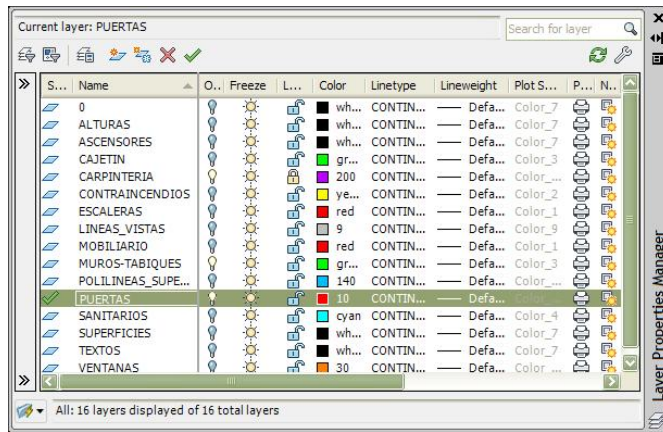 Current layer: PUERTAS
Search for layer
S... Name O.. Freeze L... Color Linetype Lineweight Plot S... P... N..
0 wh... CONTIN... Defa... Color_7
ALTURAS wh... CONTIN... Defa... Color_7
ASCENSORES wh... CONTIN... Defa... Color_7
CAJETIN gr... CONTIN... Defa... Color_3
CARPINTERIA 200 CONTIN... Defa... Color_...
CONTRAINCENDIOS ye... CONTIN... Defa... Color_2
ESCALERAS red CONTIN... Defa... Color_1
LINEAS_VISTAS 9 CONTIN... Defa... Color_9
MOBILIARIO red CONTIN... Defa... Color_1
MUROS-TABIQUES gr... CONTIN... Defa... Color_3
POLILINEAS_SUPE... 140 CONTIN... Defa... Color_...
PUERTAS 10 CONTIN... Defa... Color_...
SANITARIOS cyan CONTIN... Defa... Color_4
SUPERFICIES wh... CONTIN... Defa... Color_7
TEXTOS wh... CONTIN... Defa... Color_7
VENTANAS 30 CONTIN... Defa... Color_...
All: 16 layers displayed of 16 total layers
Layer Properties Manager